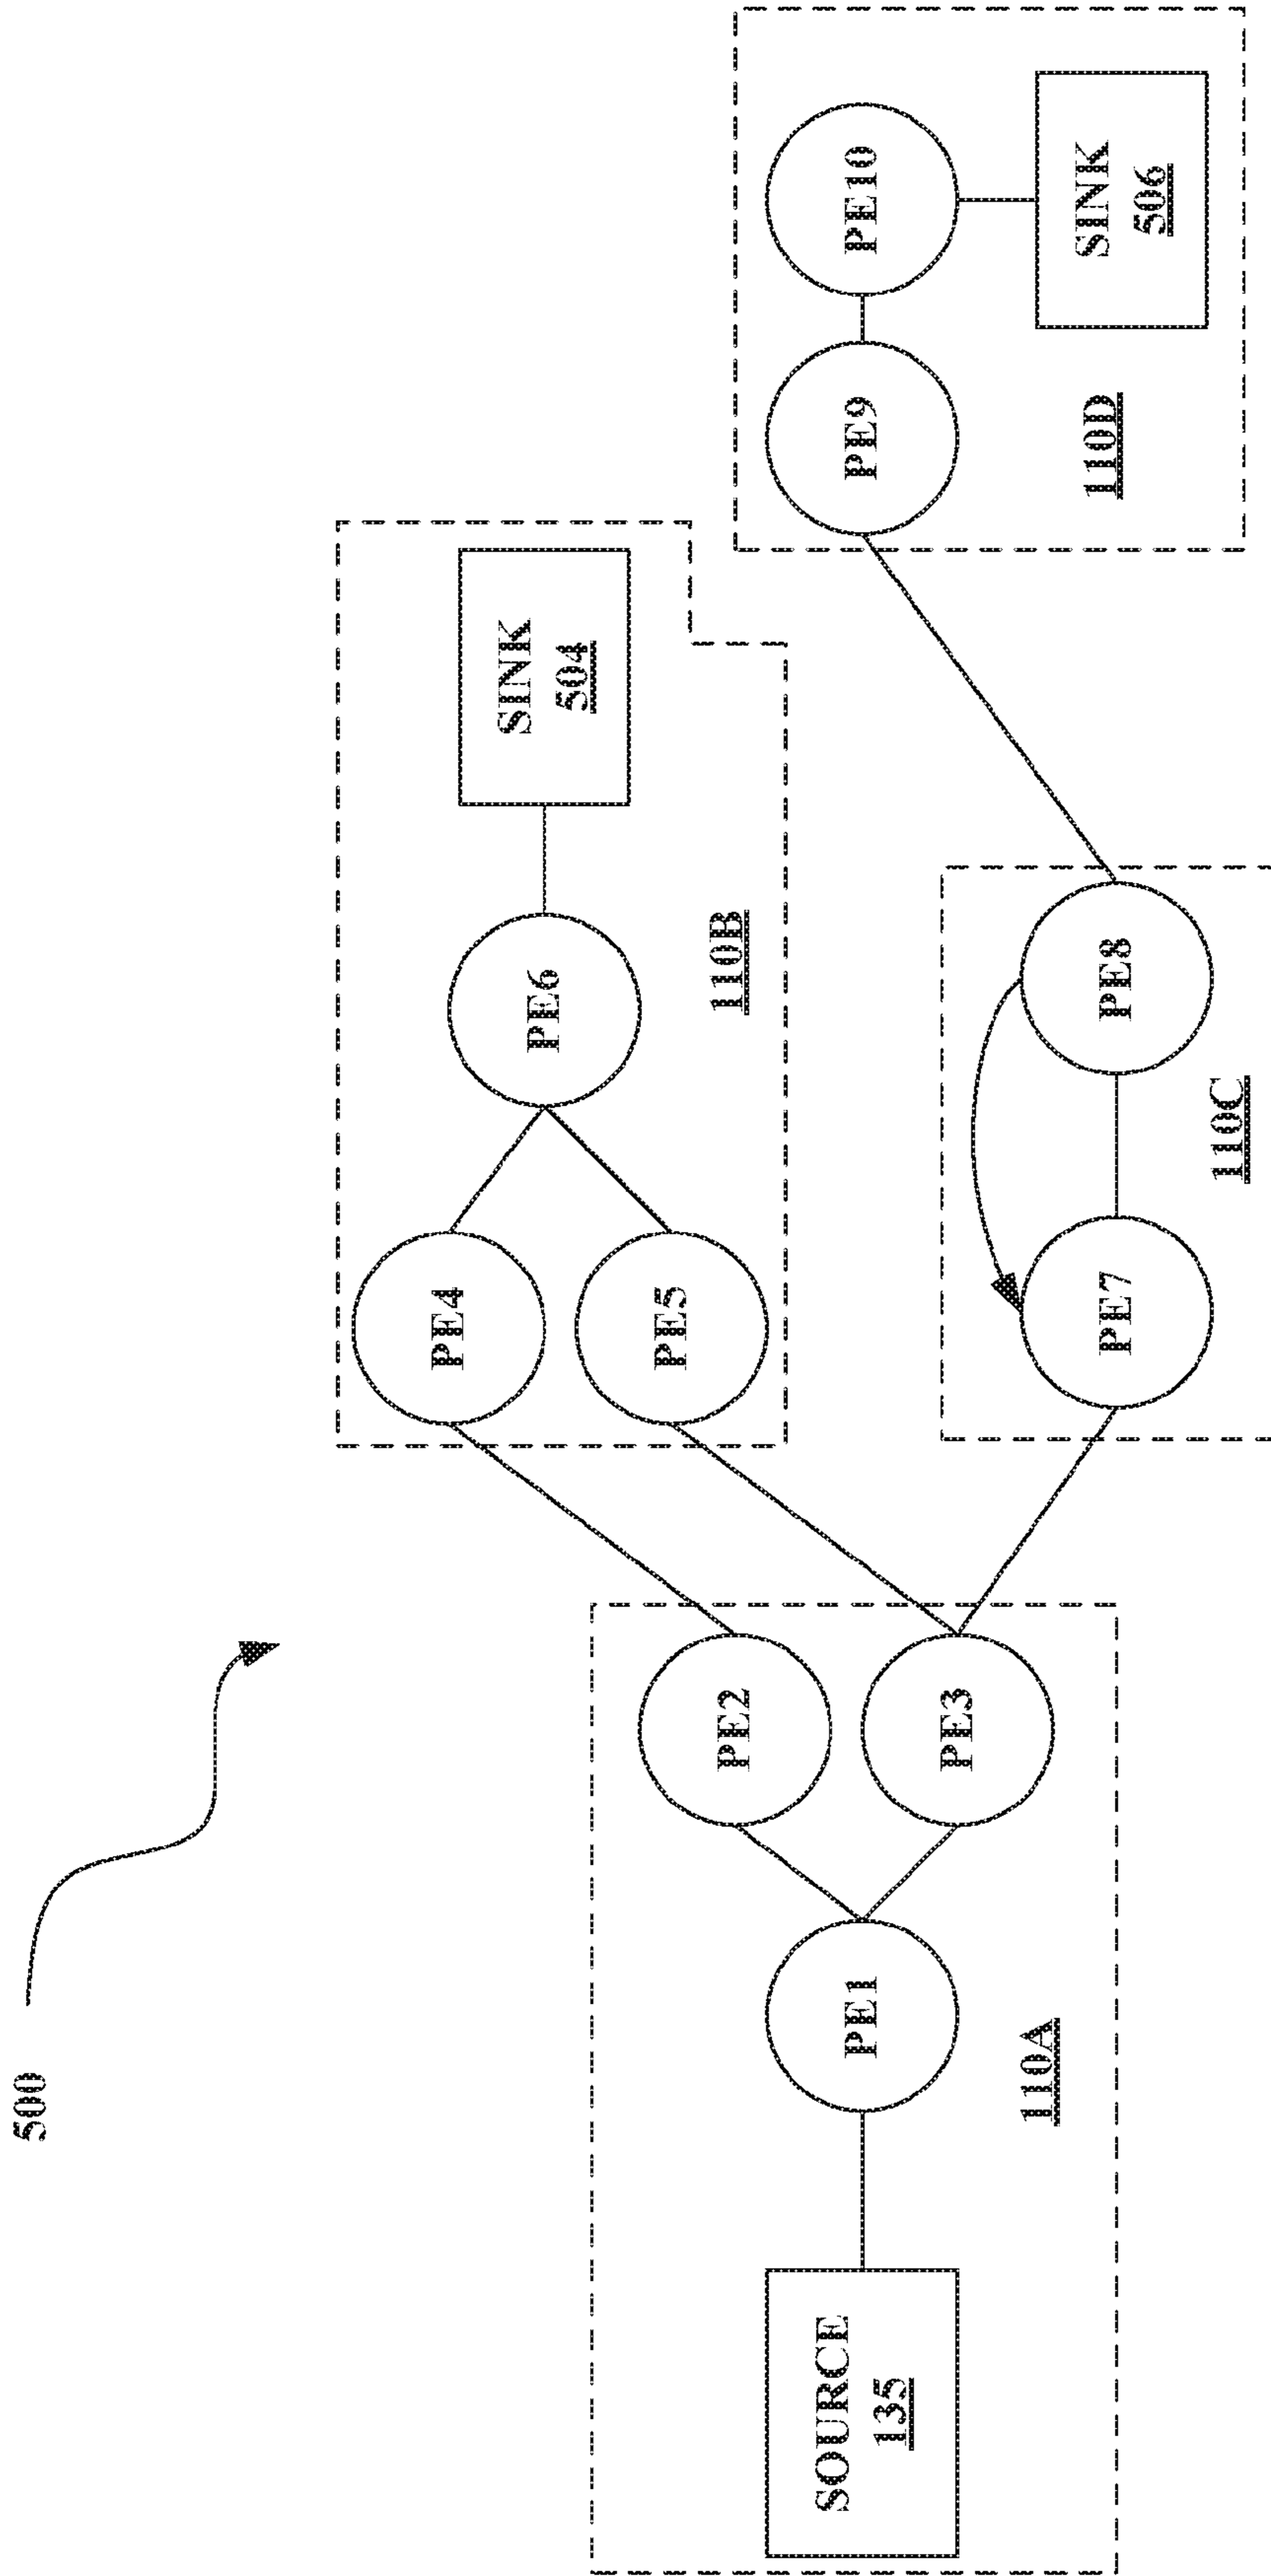 500
SOURCE
135
PE1
110A
PE2
PE3
PE4
PE5
PE6
SINK
504
110B
PE7
PE8
110C
PE9
PE10
SINK
506
110D